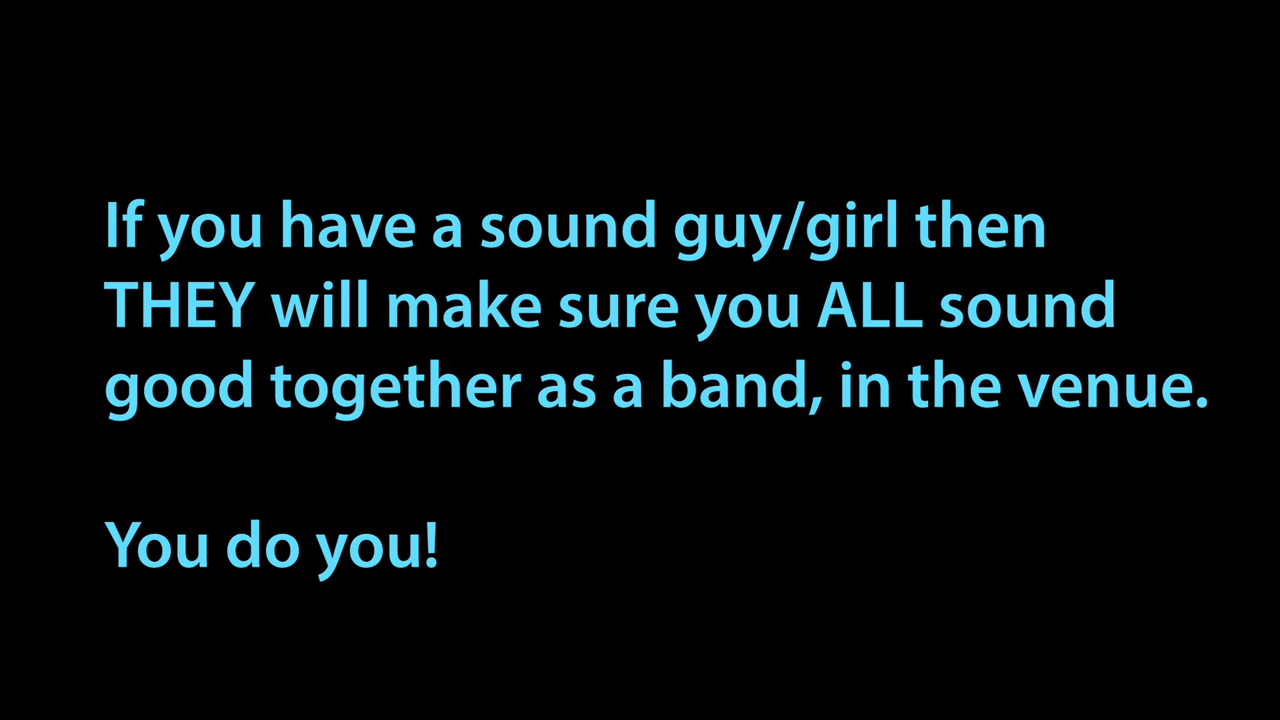 If you have a sound guy/girl then
THEY will make sure you ALL sound
good together as a band, in the venue.
You do you!